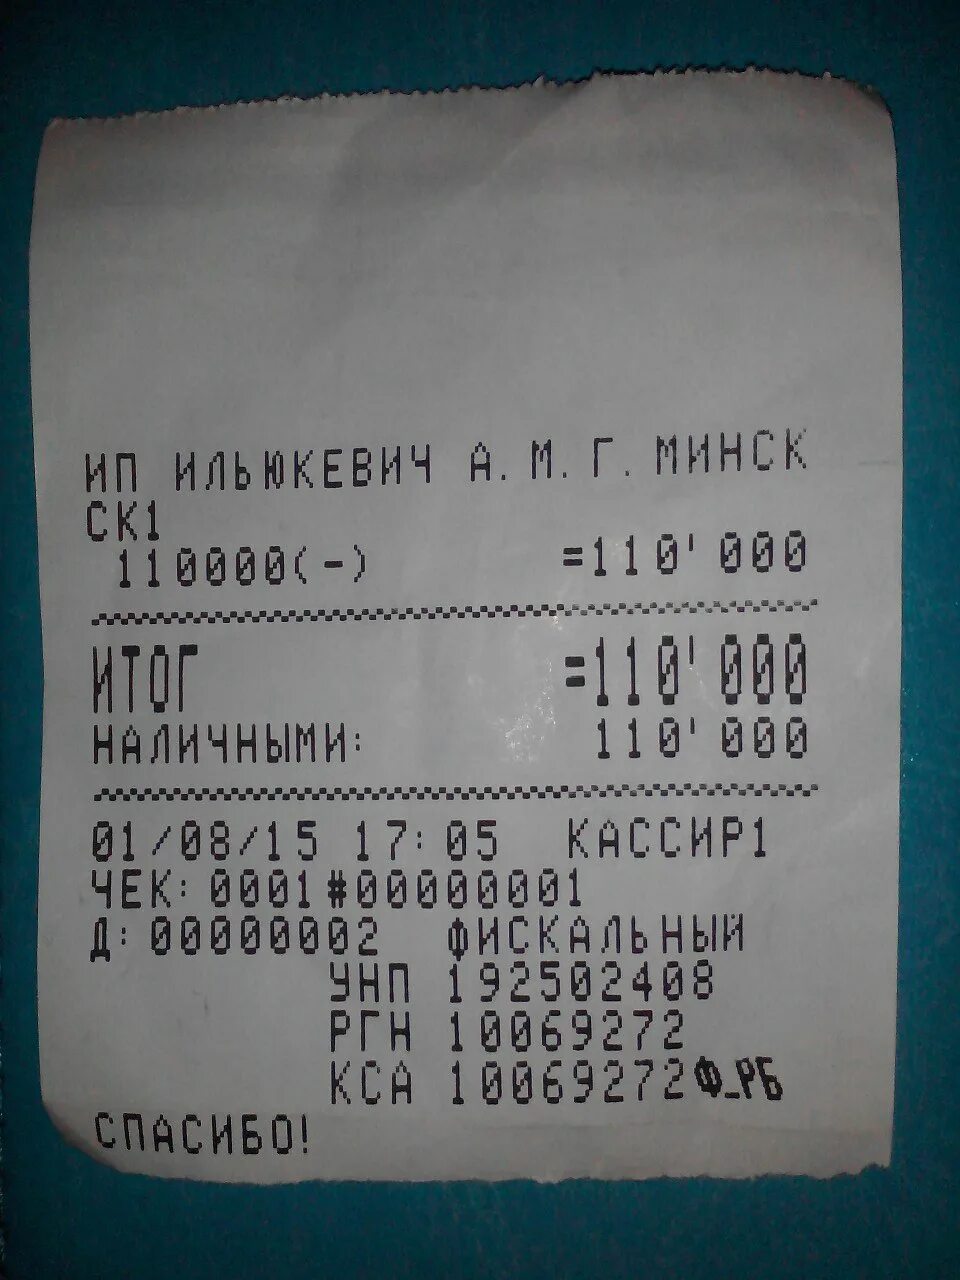 ИП ИЛЬЮКЕВИЧ А.М.Г.МИНСК
СК1
110000(-) =110'000
ИТОГ =110'000
НАЛИЧНЫМИ: 110'000
01/08/15 17:05 КАССИР1
ЧЕК: 0001#00000001
Д: 00000002 ФИСКАЛЬНЫЙ
УНП 192502408
РГН 10069272
КСА 10069272Ф_РБ
СПАСИБО!